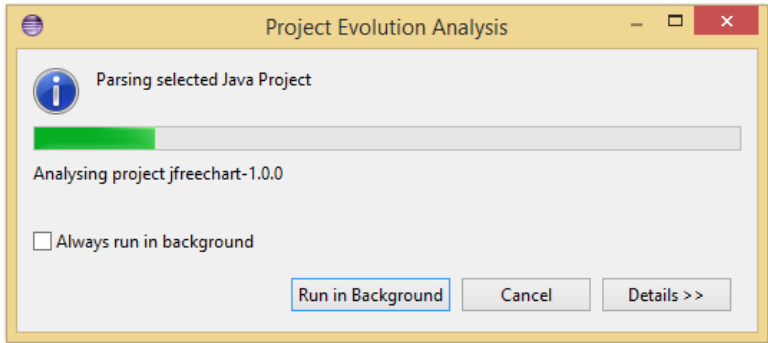 Project Evolution Analysis
Parsing selected Java Project
Analysing project jfreechart-1.0.0
Always run in background
Run in Background Cancel Details >>